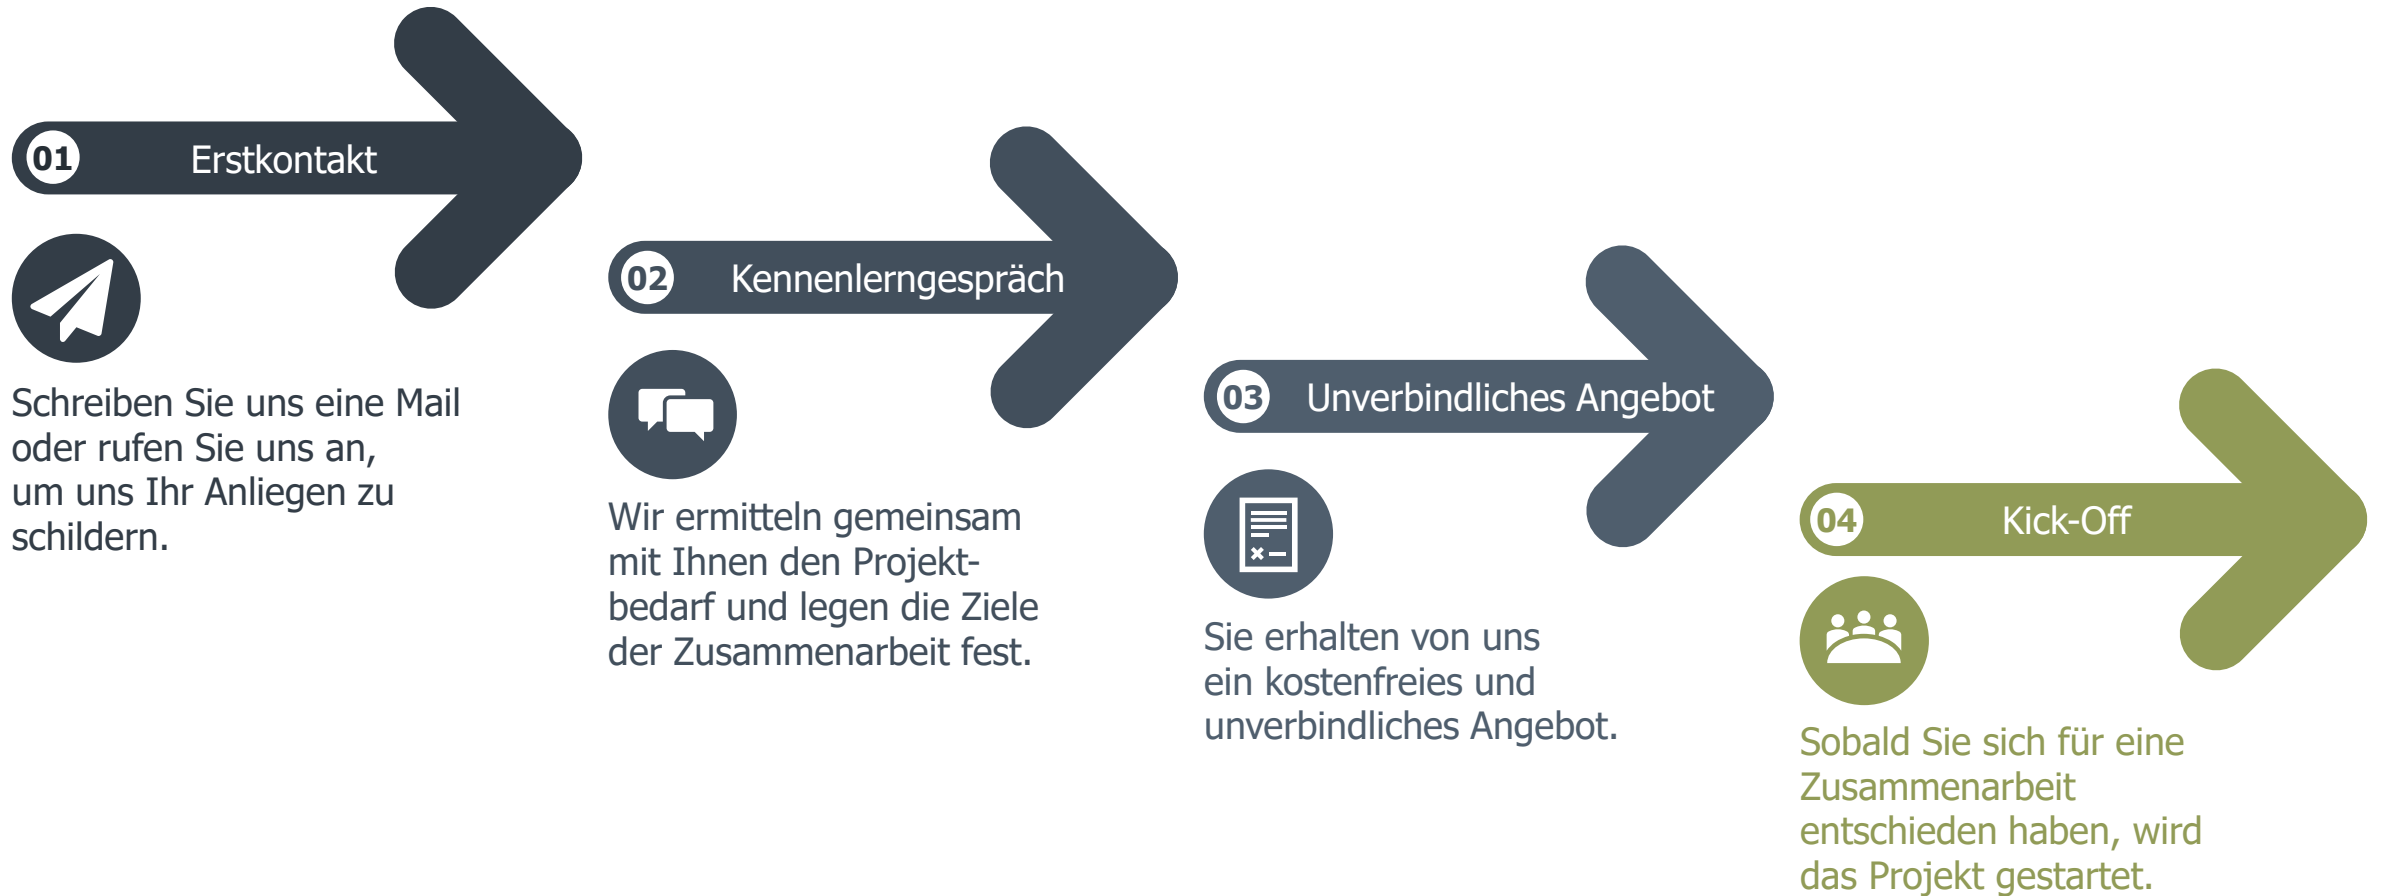 01 Erstkontakt
Schreiben Sie uns eine Mail
oder rufen Sie uns an,
um uns Ihr Anliegen zu
schildern.
02 Kennenlerngespräch
Wir ermitteln gemeinsam
mit Ihnen den Projekt-
bedarf und legen die Ziele
der Zusammenarbeit fest.
03 Unverbindliches Angebot
Sie erhalten von uns
ein kostenfreies und
unverbindliches Angebot.
04 Kick-Off
Sobald Sie sich für eine
Zusammenarbeit
entschieden haben, wird
das Projekt gestartet.